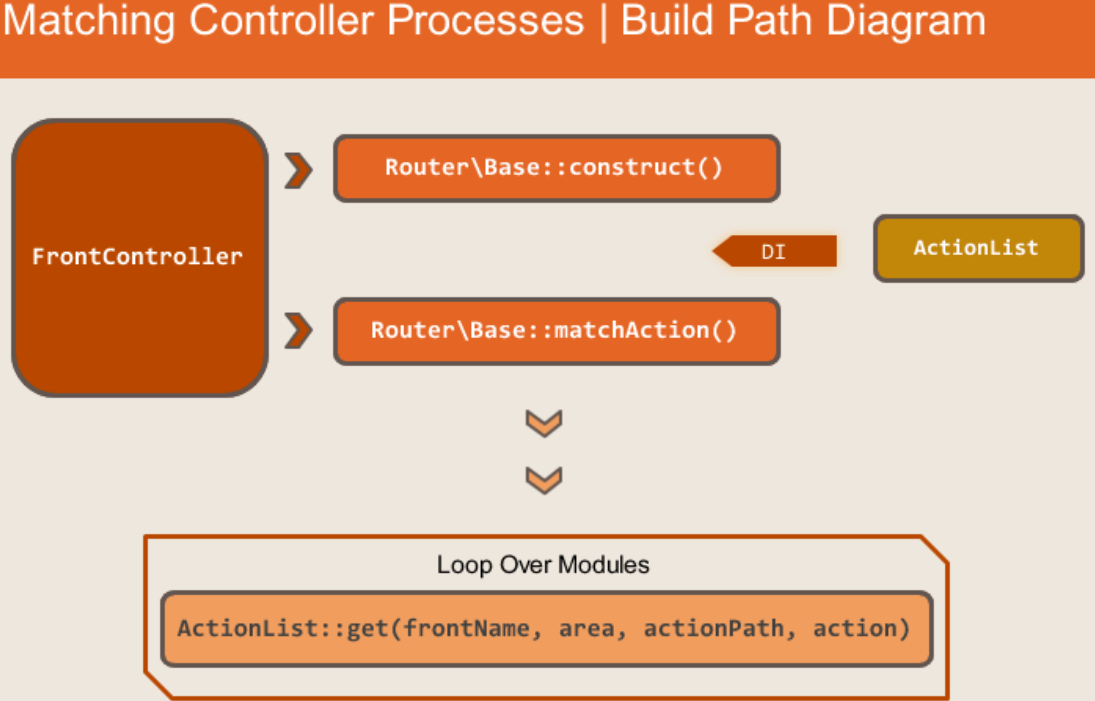 Matching Controller Processes | Build Path Diagram
Router\Base::construct()
FrontController
DI
ActionList
Router\Base::matchAction()
Loop Over Modules
ActionList::get(frontName, area, actionPath, action)